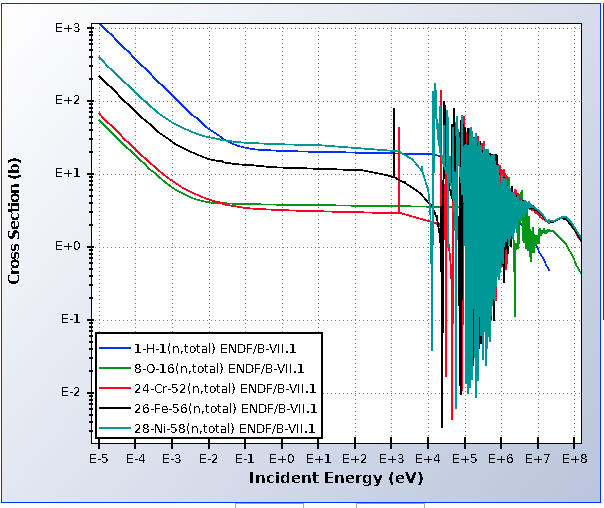 E+3
E+2
E+1
E+0
E-1
E-2
Cross Section (b)
1-H-1(n,total) ENDF/B-VII.1
8-O-16(n,total) ENDF/B-VII.1
24-Cr-52(n,total) ENDF/B-VII.1
26-Fe-56(n,total) ENDF/B-VII.1
28-Ni-58(n,total) ENDF/B-VII.1
E-5 E-4 E-3 E-2 E-1 E+0 E+1 E+2 E+3 E+4 E+5 E+6 E+7 E+8
Incident Energy (eV)